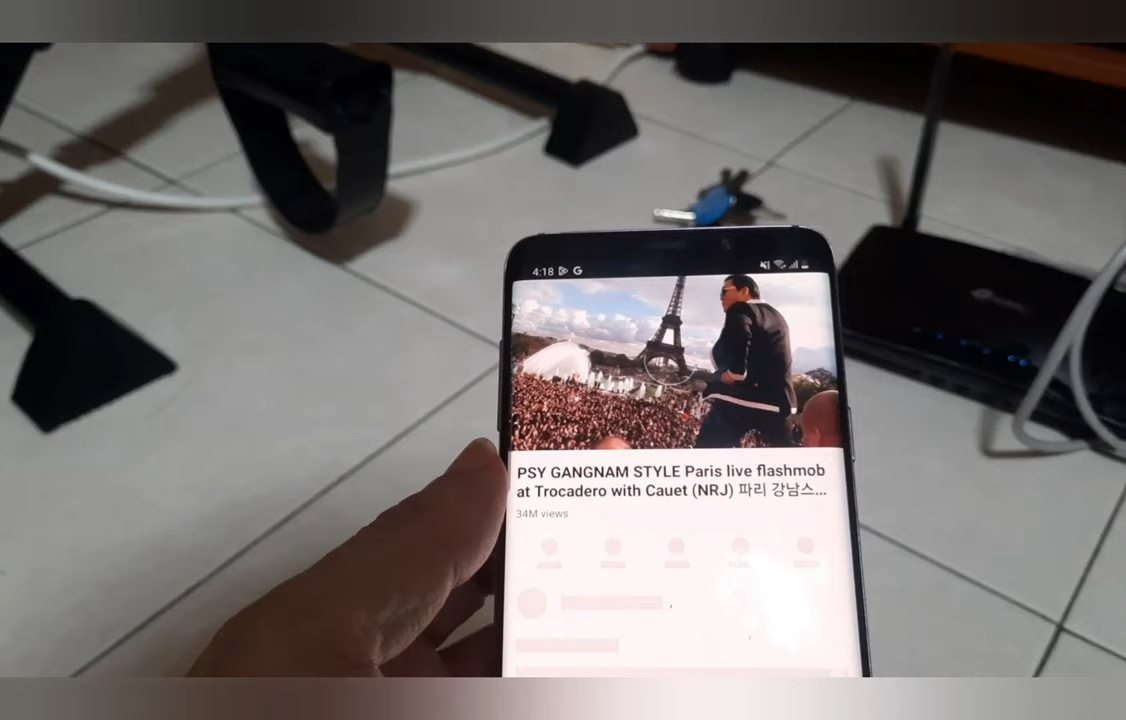 4:18 G
PSY GANGNAM STYLE Paris live flashmob
at Trocadero with Cauet (NRJ) 파리 강남스...
34M views